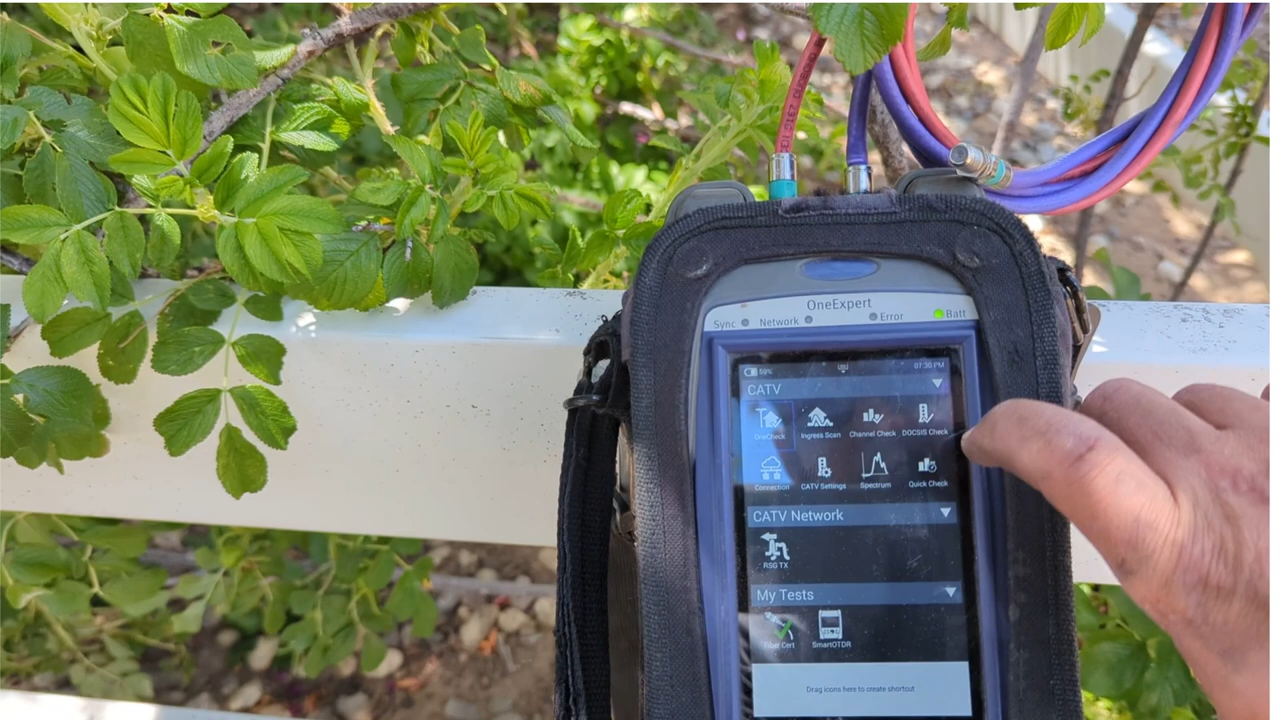 OneExpert
Sync Network Error Batt
59% 07:30 PM
CATV
OneCheck Ingress Scan Channel Check DOCSIS Check
Connection CATV Settings Spectrum Quick Check
CATV Network
RSG TX
My Tests
Fiber Cert SmartOTDR
Drag icons here to create shortcut